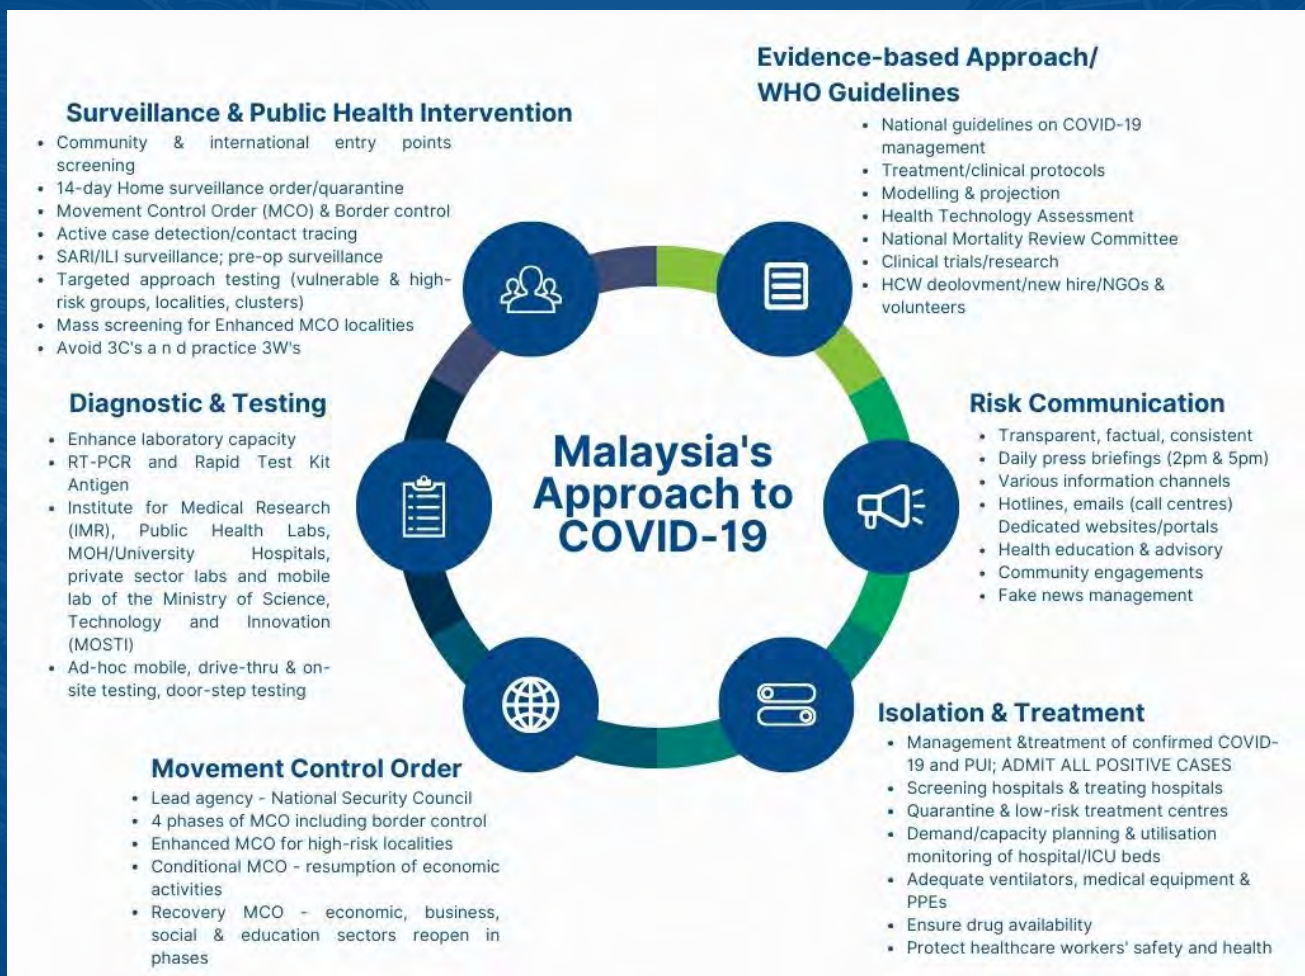 Surveillance & Public Health Intervention
• Community & international entry points
screening
• 14-day Home surveillance order/quarantine
• Movement Control Order (MCO) & Border control
• Active case detection/contact tracing
• SARI/ILI surveillance; pre-op surveillance
• Targeted approach testing (vulnerable & high-
risk groups, localities, clusters)
• Mass screening for Enhanced MCO localities
• Avoid 3C's a n d practice 3W's
Evidence-based Approach/
WHO Guidelines
• National guidelines on COVID-19
management
• Treatment/clinical protocols
• Modelling & projection
• Health Technology Assessment
• National Mortality Review Committee
• Clinical trials/research
• HCW deolovment/new hire/NGOs &
volunteers
Diagnostic & Testing
• Enhance laboratory capacity
• RT-PCR and Rapid Test Kit
Antigen
• Institute for Medical Research
(IMR), Public Health Labs,
MOH/University Hospitals,
private sector labs and mobile
lab of the Ministry of Science,
Technology and Innovation
(MOSTI)
• Ad-hoc mobile, drive-thru & on-
site testing, door-step testing
Malaysia's
Approach to
COVID-19
Risk Communication
• Transparent, factual, consistent
• Daily press briefings (2pm & 5pm)
• Various information channels
• Hotlines, emails (call centres)
Dedicated websites/portals
• Health education & advisory
• Community engagements
• Fake news management
Movement Control Order
• Lead agency - National Security Council
• 4 phases of MCO including border control
• Enhanced MCO for high-risk localities
• Conditional MCO - resumption of economic
activities
• Recovery MCO - economic, business,
social & education sectors reopen in
phases
Isolation & Treatment
• Management &treatment of confirmed COVID-
19 and PUI; ADMIT ALL POSITIVE CASES
• Screening hospitals & treating hospitals
• Quarantine & low-risk treatment centres
• Demand/capacity planning & utilisation
monitoring of hospital/ICU beds
• Adequate ventilators, medical equipment &
PPEs
• Ensure drug availability
• Protect healthcare workers' safety and health